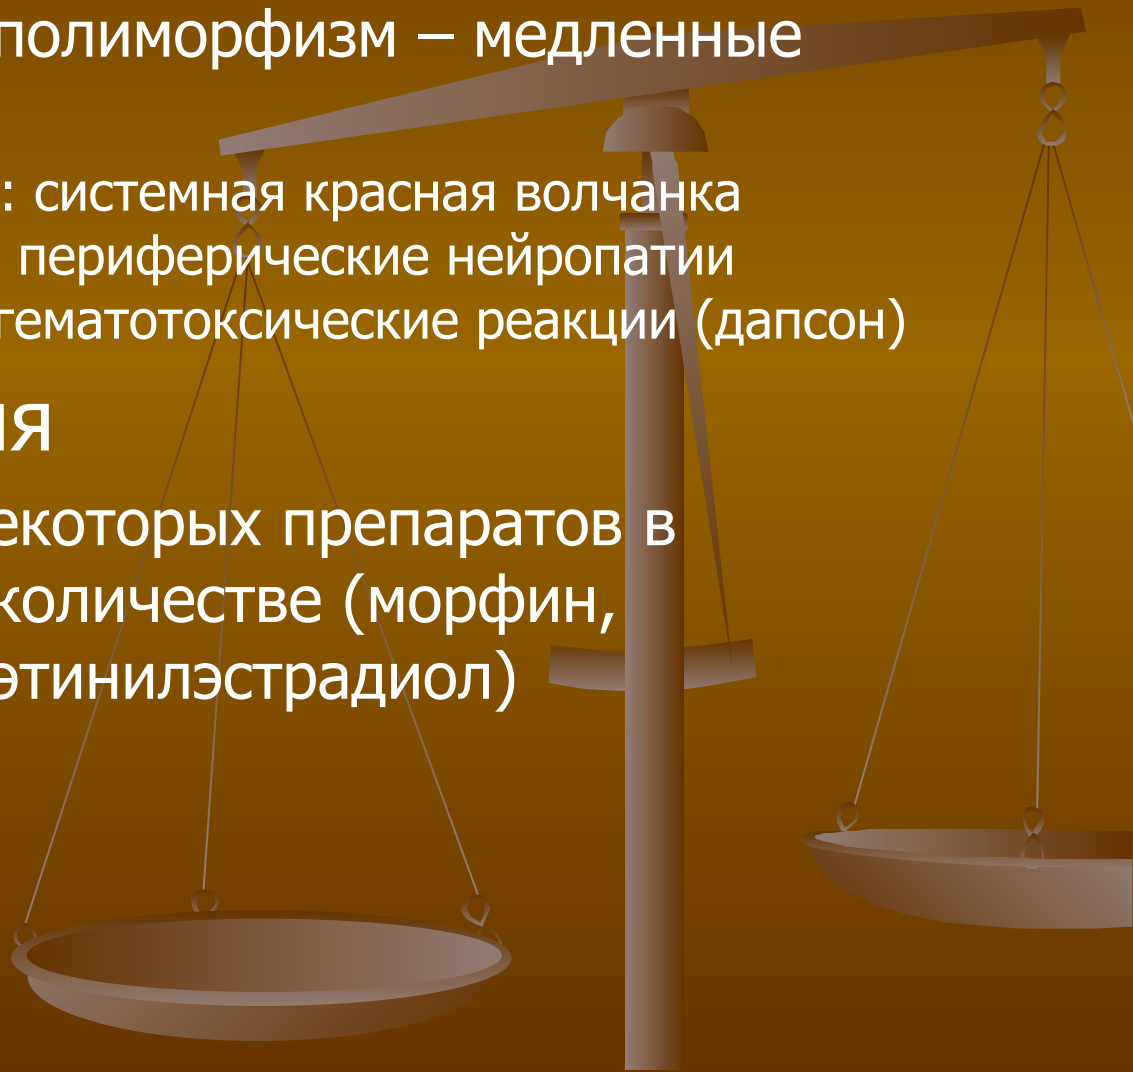 полиморфизм – медленные
: системная красная волчанка
периферические нейропатии
гематотоксические реакции (дапсон)
ия
екоторых препаратов в
количестве (морфин,
этинилэстрадиол)